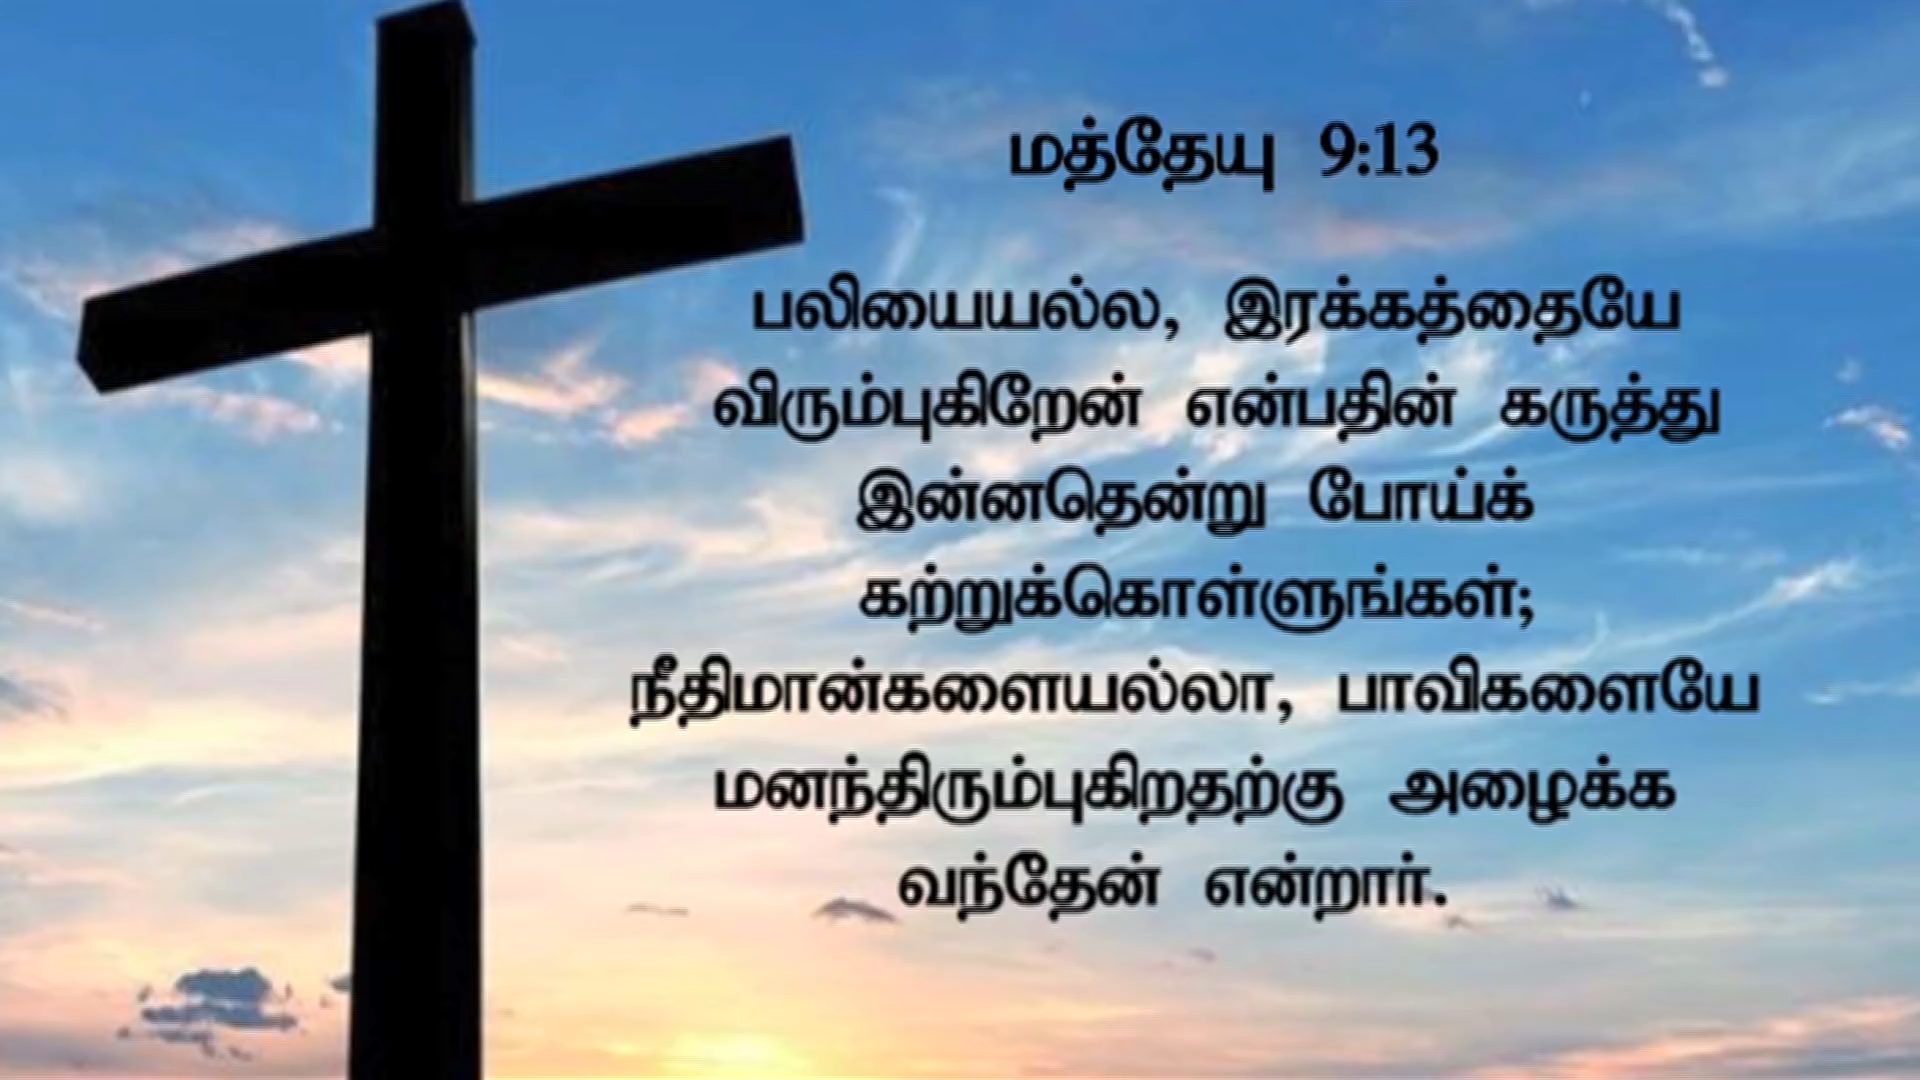 மத்தேயு 9:13
பலியையல்ல, இரக்கத்தையே
விரும்புகிறேன் என்பதின் கருத்து
இன்னதென்று போய்க்
கற்றுக்கொள்ளுங்கள்;
நீதிமான்களையல்லா, பாவிகளையே
மனந்திரும்புகிறதற்கு அழைக்க
வந்தேன் என்றார்.